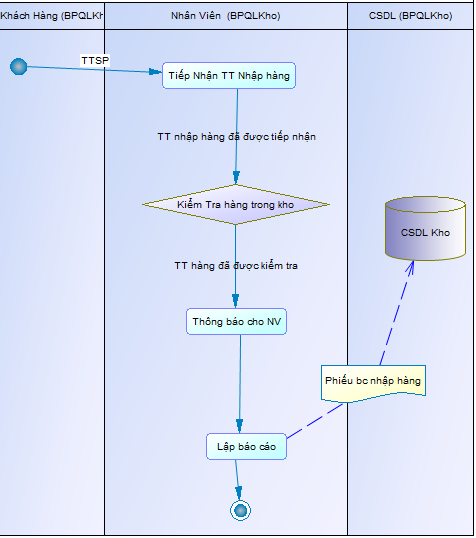 Khách Hàng (BPQLKh
Nhân Viên (BPQLKho)
CSDL (BPQLKho)
TTSP
Tiếp Nhận TT Nhập hàng
TT nhập hàng đã được tiếp nhận
Kiểm Tra hàng trong kho
CSDL Kho
TT hàng đã được kiểm tra
Thông báo cho NV
Phiếu bc nhập hàng
Lập báo cáo